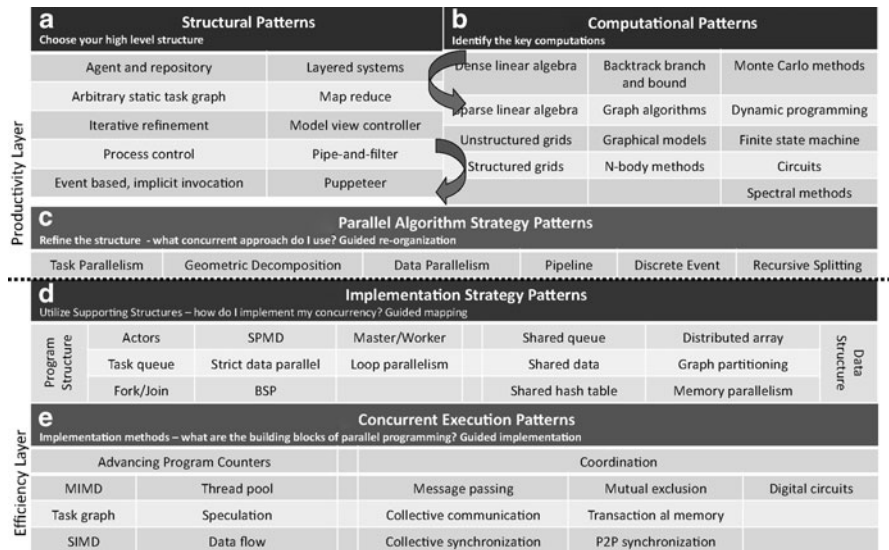 a Structural Patterns
Choose your high level structure
Agent and repository Layered systems
Arbitrary static task graph Map reduce
Iterative refinement Model view controller
Process control Pipe-and-filter
Event based, implicit invocation Puppeteer
b Computational Patterns
Identify the key computations
Dense linear algebra Backtrack branch and bound Monte Carlo methods
Sparse linear algebra Graph algorithms Dynamic programming
Unstructured grids Graphical models Finite state machine
Structured grids N-body methods Circuits
Spectral methods
Productivity Layer
c Parallel Algorithm Strategy Patterns
Refine the structure - what concurrent approach do I use? Guided re-organization
Task Parallelism Geometric Decomposition Data Parallelism Pipeline Discrete Event Recursive Splitting
d Implementation Strategy Patterns
Utilize Supporting Structures – how do I implement my concurrency? Guided mapping
Program Structure
Actors SPMD Master/Worker Shared queue Distributed array
Task queue Strict data parallel Loop parallelism Shared data Graph partitioning
Fork/Join BSP Shared hash table Memory parallelism
Data Structure
Efficiency Layer
e Concurrent Execution Patterns
Implementation methods – what are the building blocks of parallel programming? Guided implementation
Advancing Program Counters Coordination
MIMD Thread pool Message passing Mutual exclusion Digital circuits
Task graph Speculation Collective communication Transaction al memory
SIMD Data flow Collective synchronization P2P synchronization